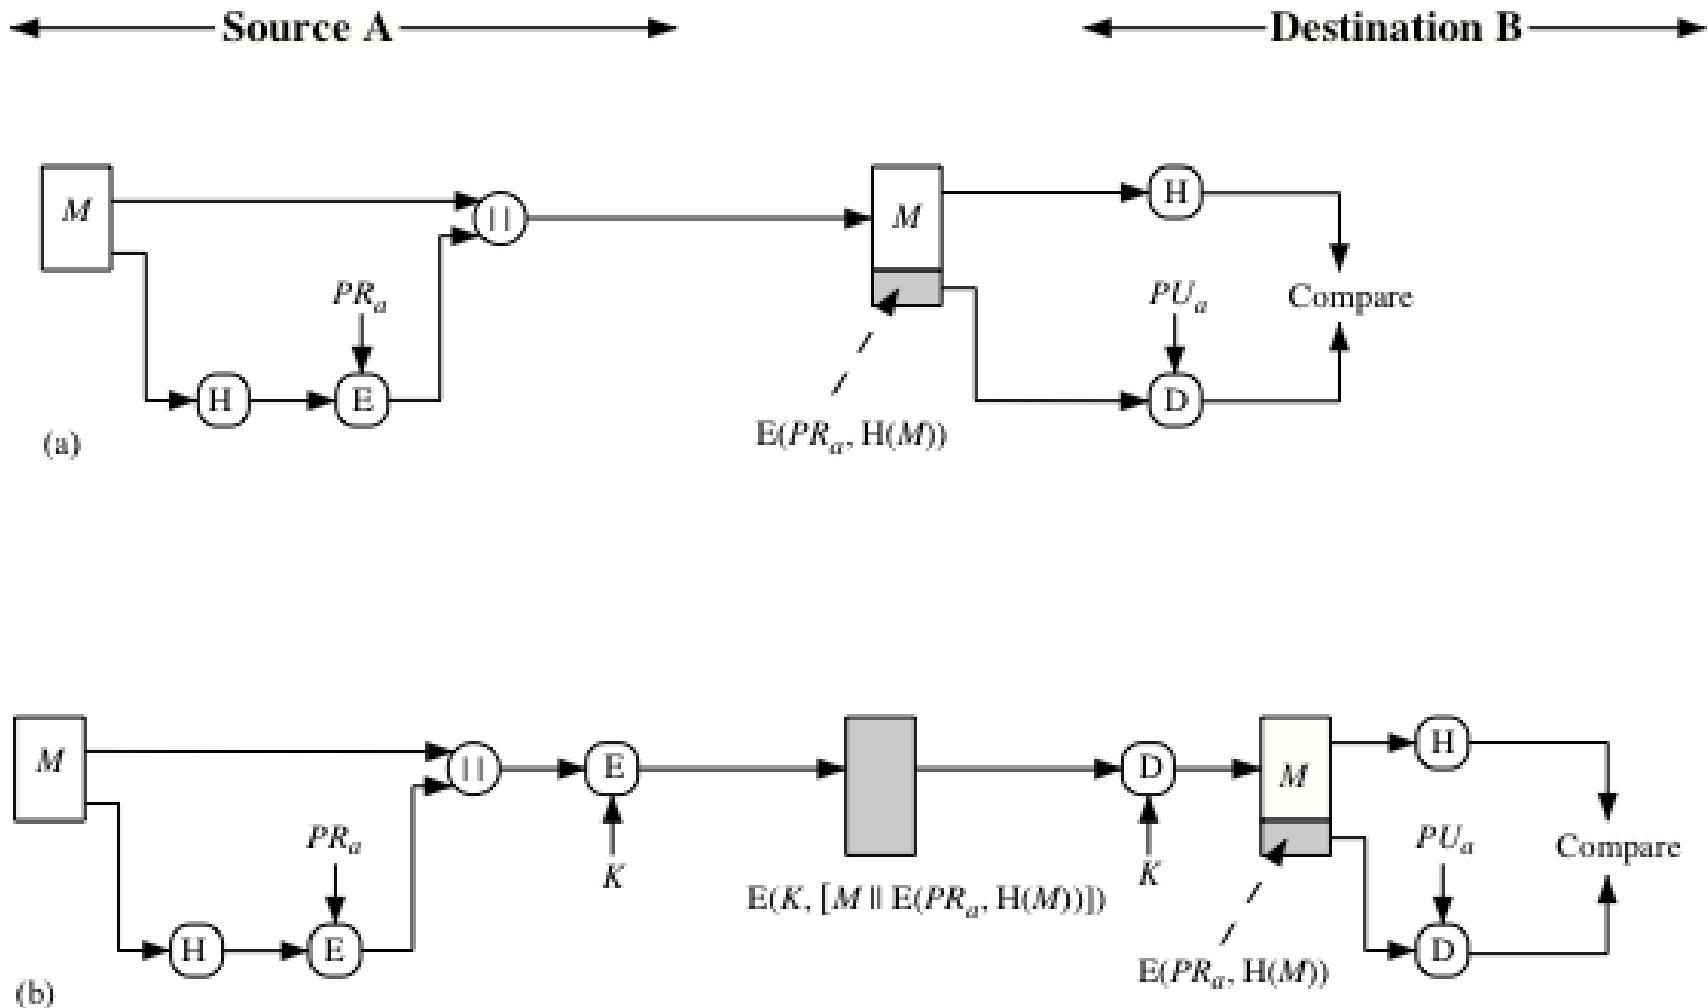 Source A
Destination B
M
||
M
H
PRa
PUa
Compare
H
E
D
E(PRa, H(M))
(a)
M
||
E
D
M
H
PRa
K
K
PUa
Compare
E(K, [M || E(PRa, H(M))])
H
E
D
E(PRa, H(M))
(b)